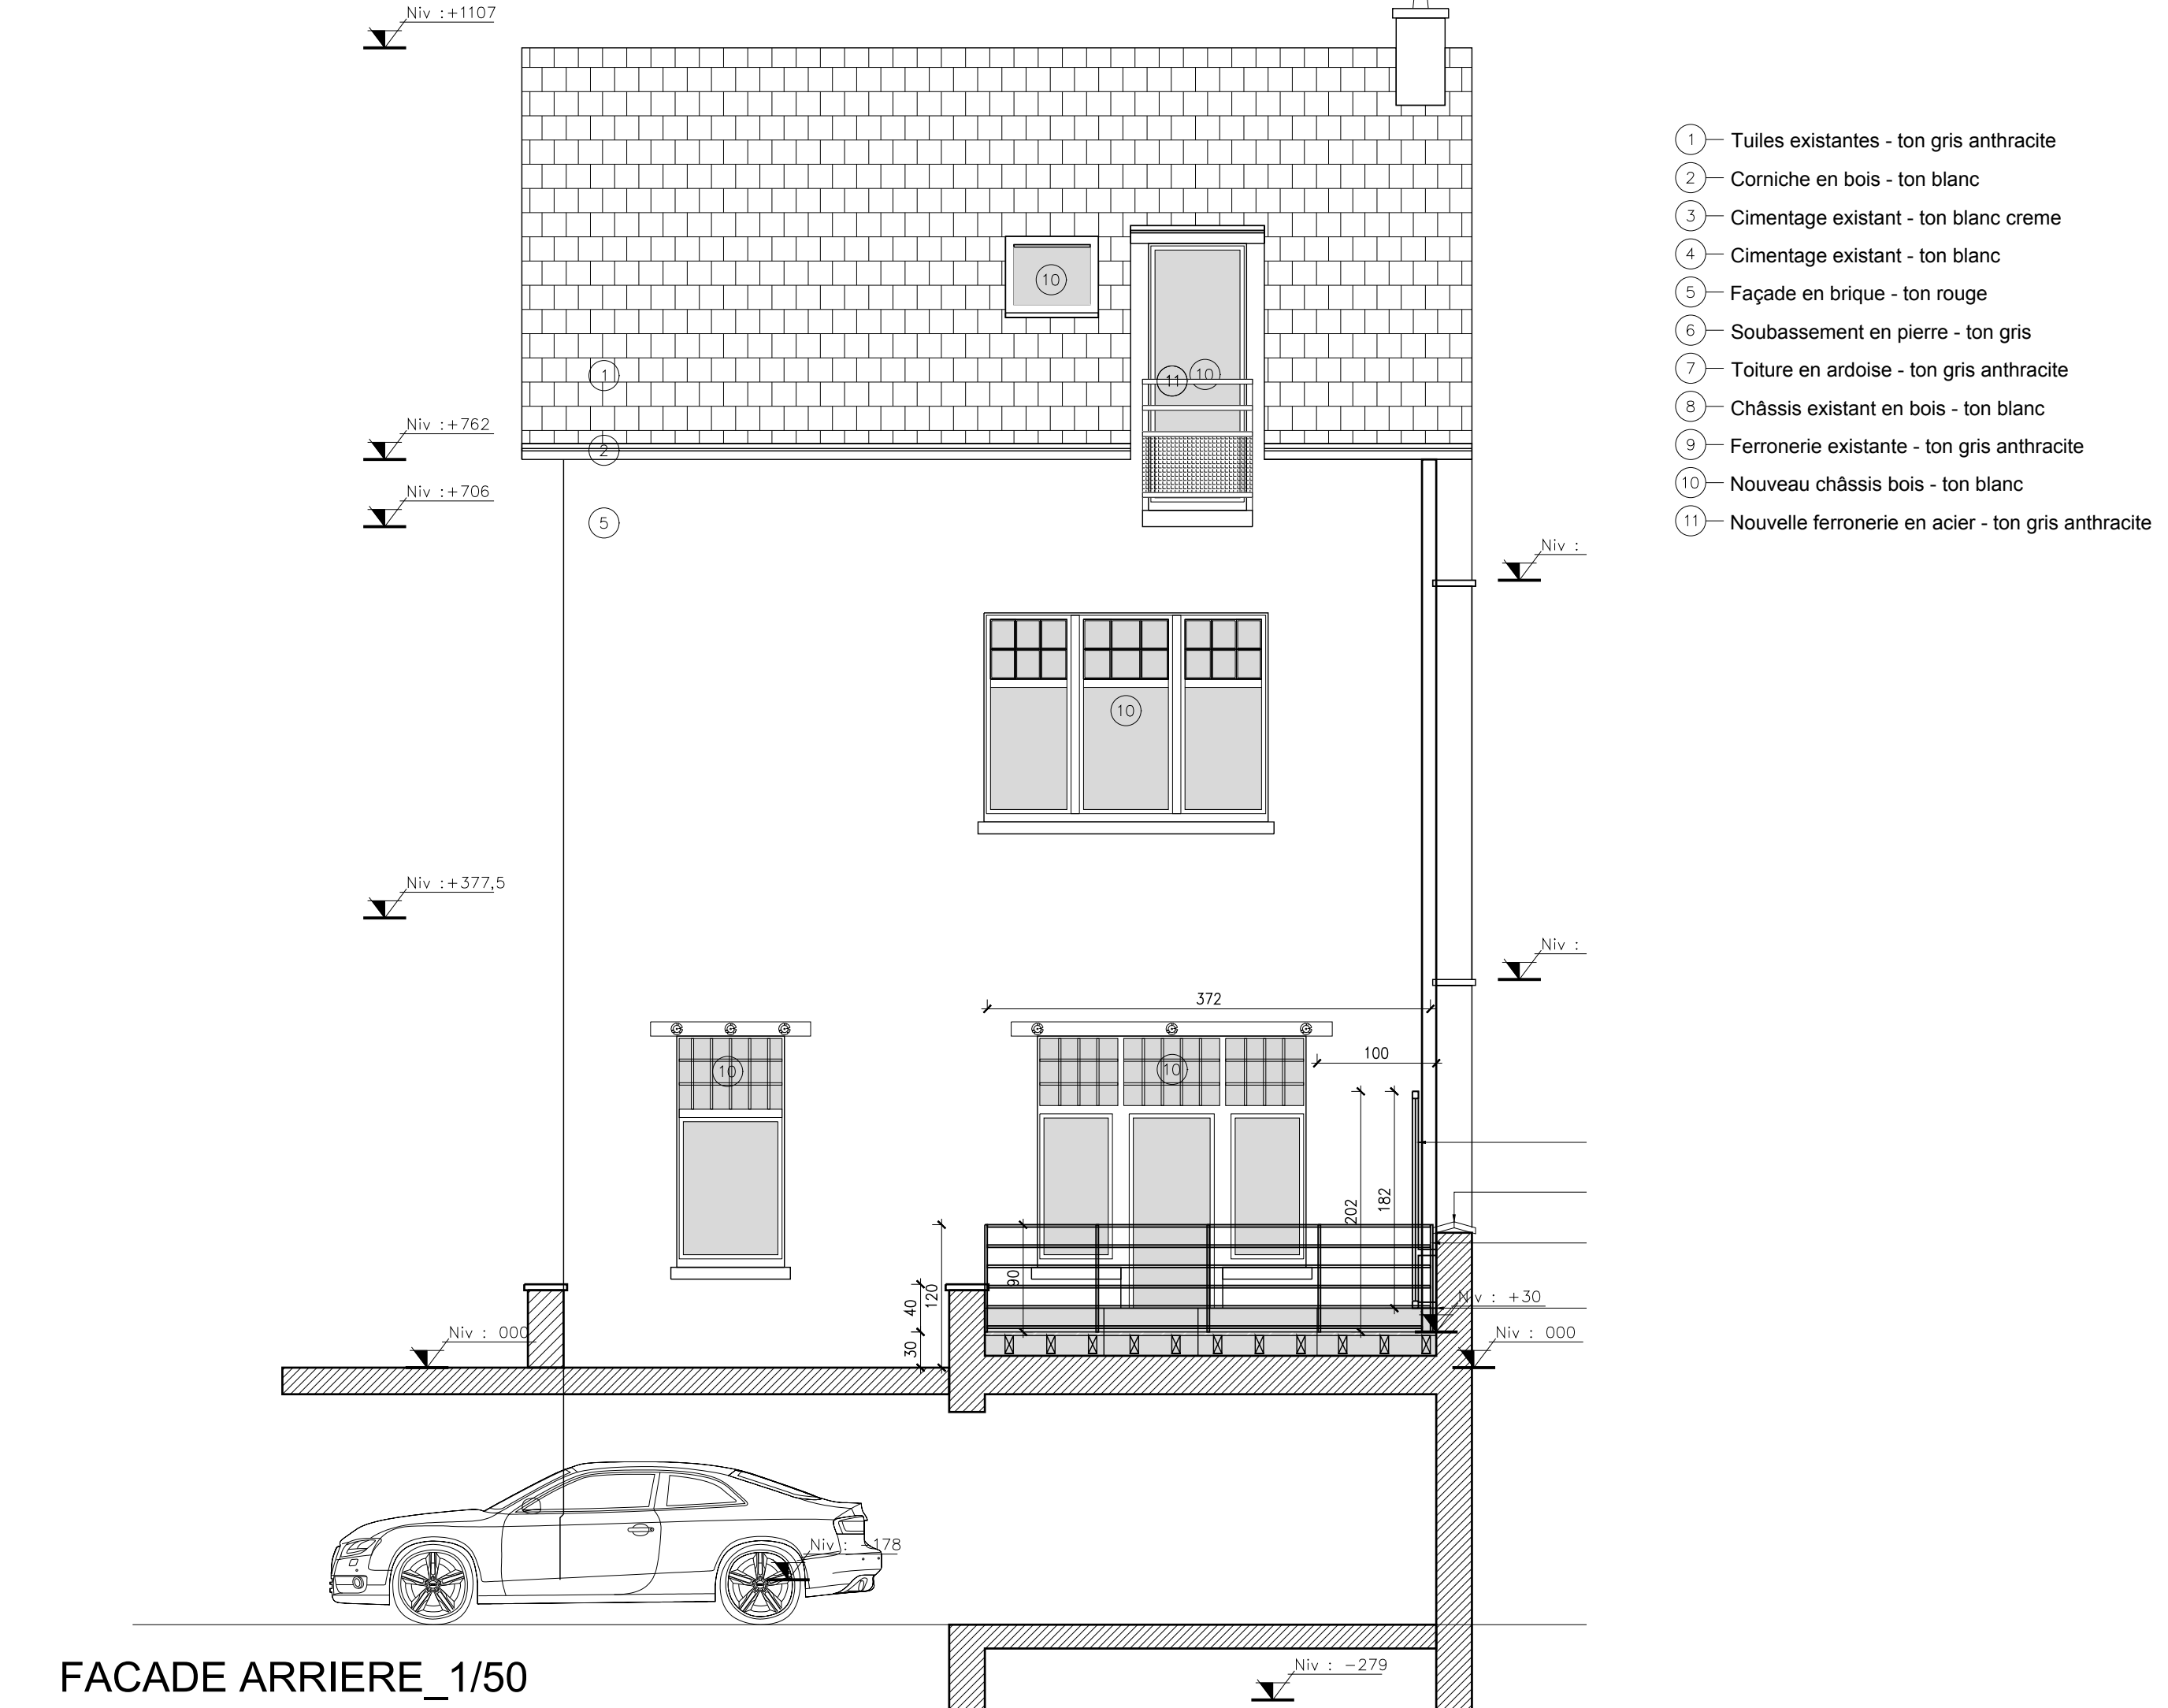 Niv :+1107
1 Tuiles existantes - ton gris anthracite
2 Corniche en bois - ton blanc
3 Cimentage existant - ton blanc creme
4 Cimentage existant - ton blanc
5 Façade en brique - ton rouge
6 Soubassement en pierre - ton gris
7 Toiture en ardoise - ton gris anthracite
8 Châssis existant en bois - ton blanc
9 Ferronerie existante - ton gris anthracite
10 Nouveau châssis bois - ton blanc
11 Nouvelle ferronerie en acier - ton gris anthracite
10
1
11
10
Niv :+762
2
Niv :+706
5
Niv :
10
Niv :+377,5
Niv :
372
10
10
100
202
182
90
120
40
30
Niv : +30
Niv : 000
Niv : 000
Niv : -178
Niv : -279
FACADE ARRIERE_1/50